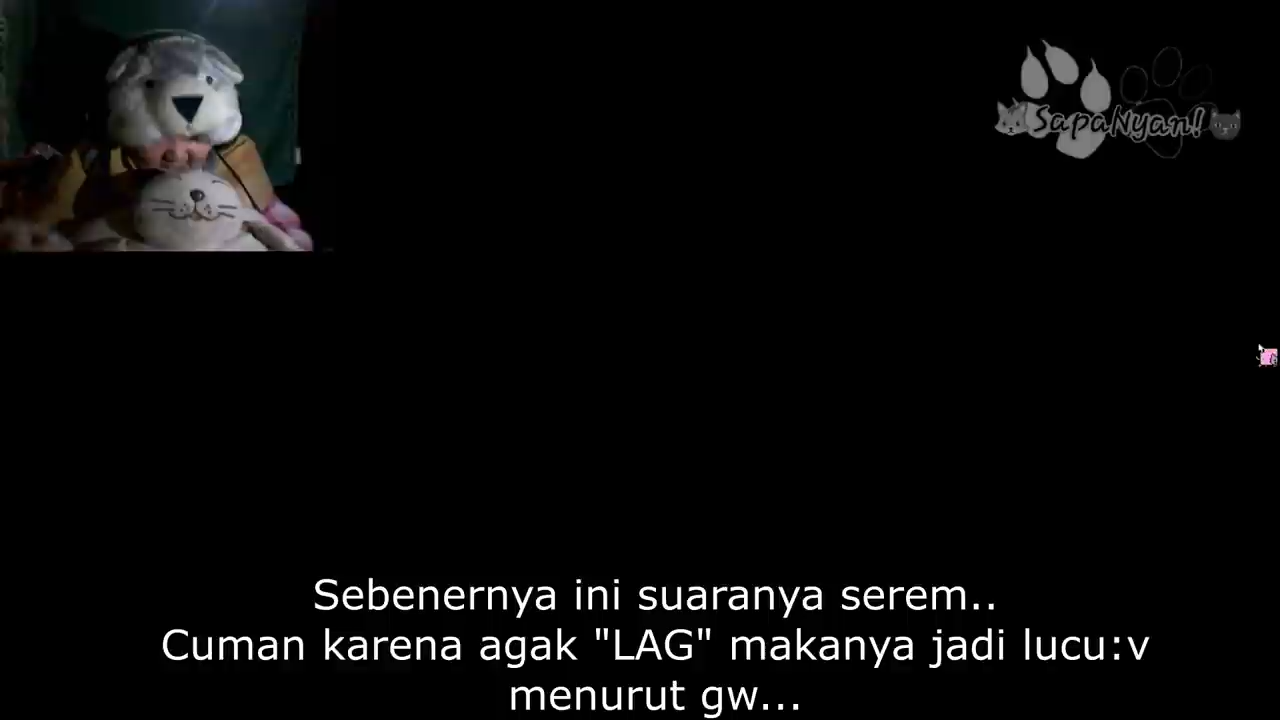 SapaNyan!
Sebenernya ini suaranya serem..
Cuman karena agak "LAG" makanya jadi lucu:v
menurut gw...